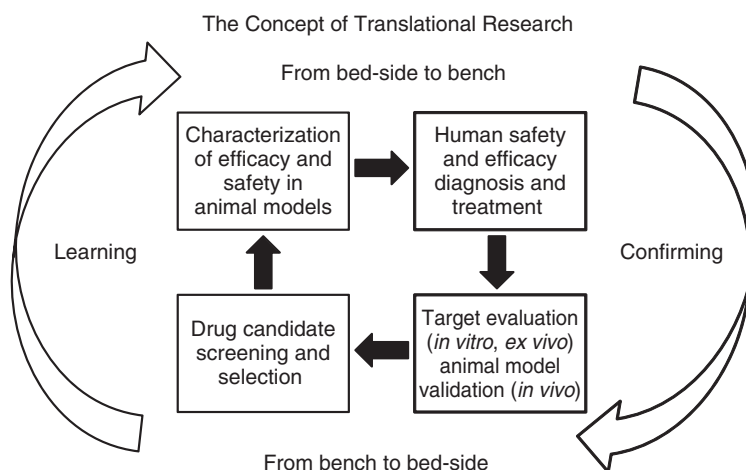 The Concept of Translational Research
From bed-side to bench
Characterization
of efficacy and
safety in
animal models
Human safety
and efficacy
diagnosis and
treatment
Learning
Confirming
Drug candidate
screening and
selection
Target evaluation
(in vitro, ex vivo)
animal model
validation (in vivo)
From bench to bed-side